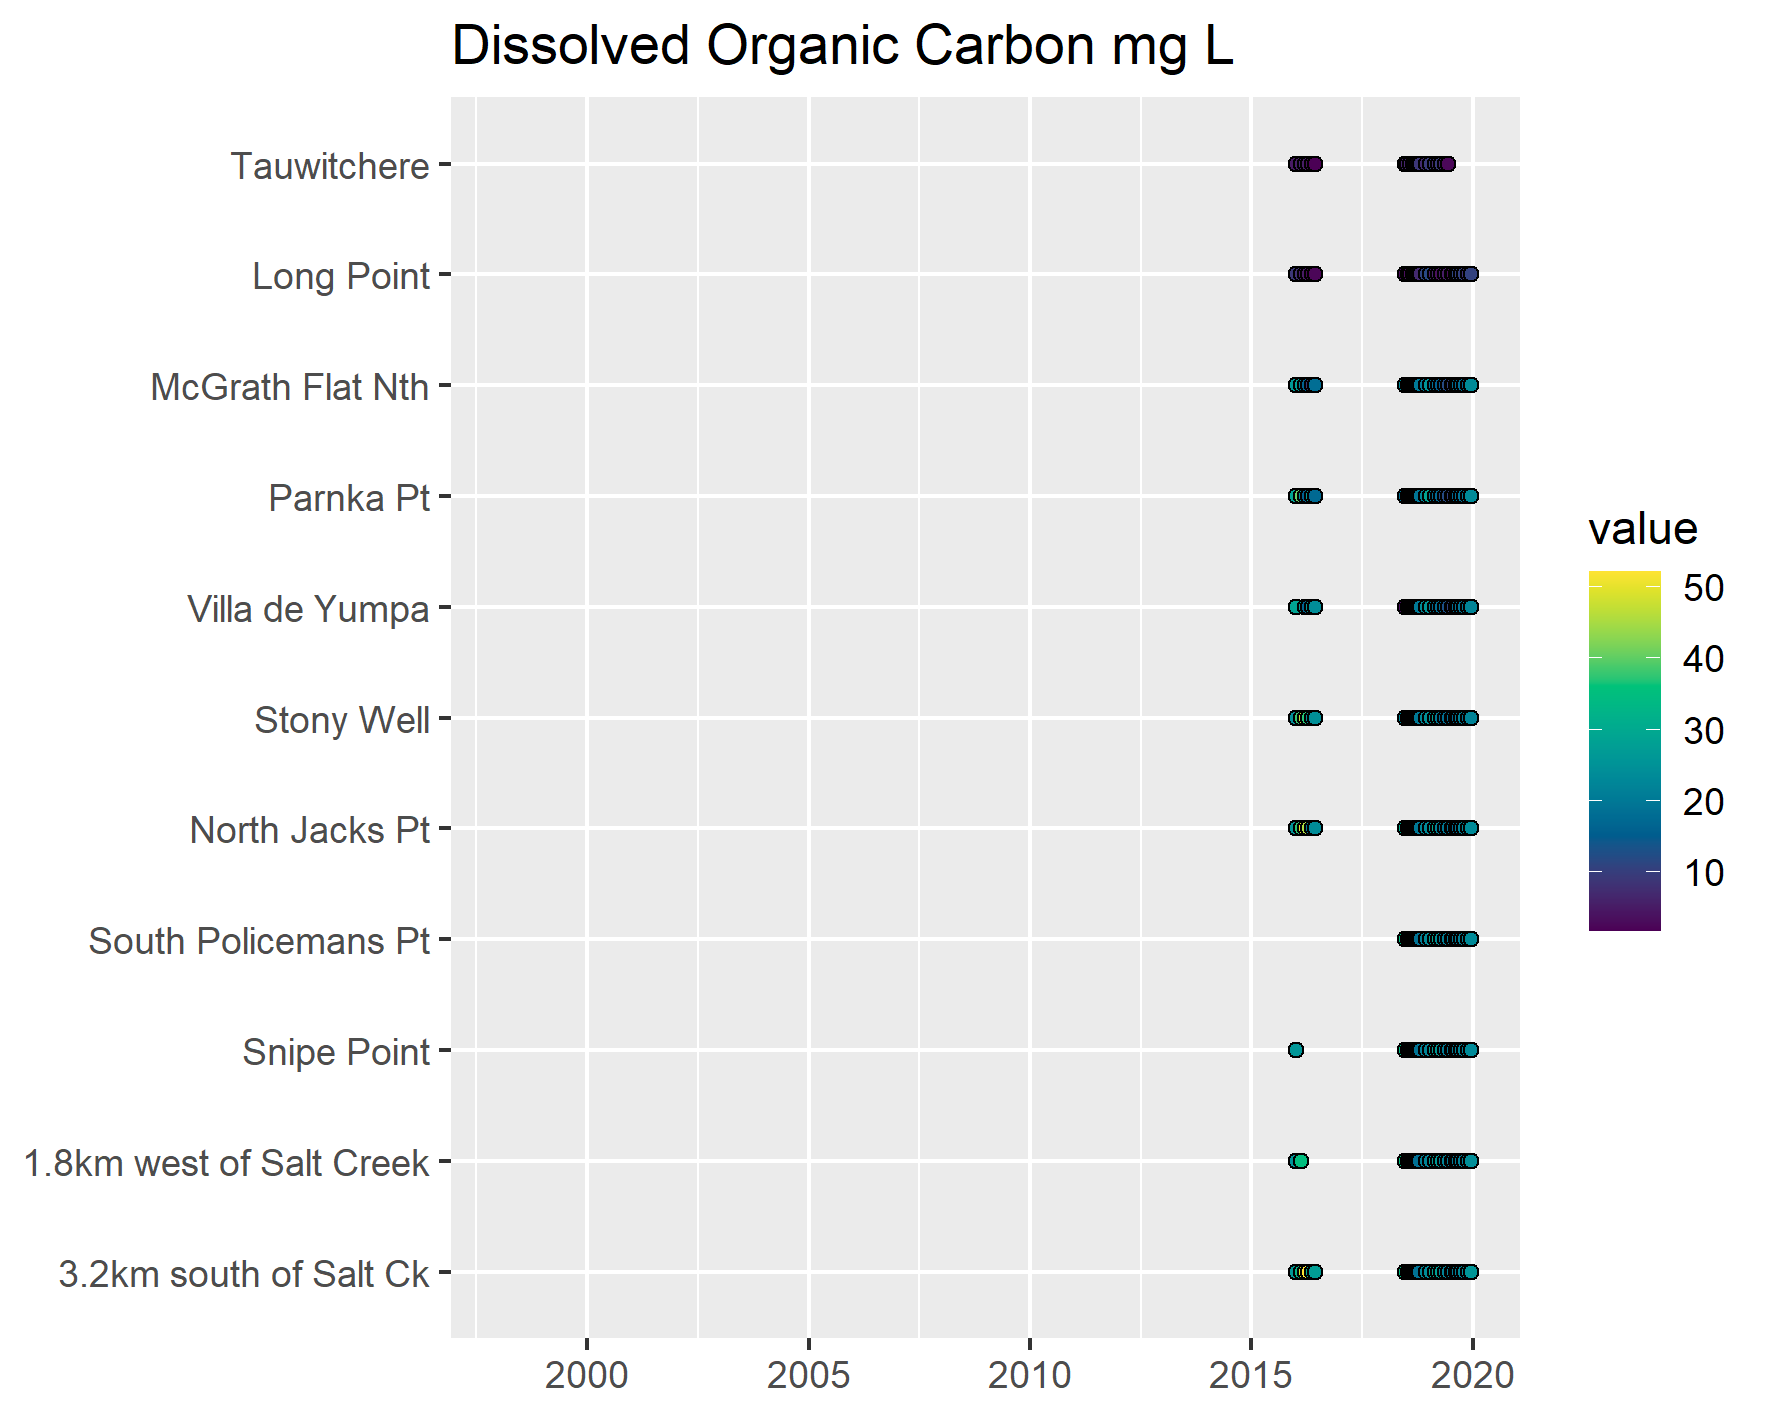 Dissolved Organic Carbon mg L
Tauwitchere
Long Point
McGrath Flat Nth
Parnka Pt
Villa de Yumpa
Stony Well
North Jacks Pt
South Policemans Pt
Snipe Point
1.8km west of Salt Creek
3.2km south of Salt Ck
2000 2005 2010 2015 2020
value
50
40
30
20
10